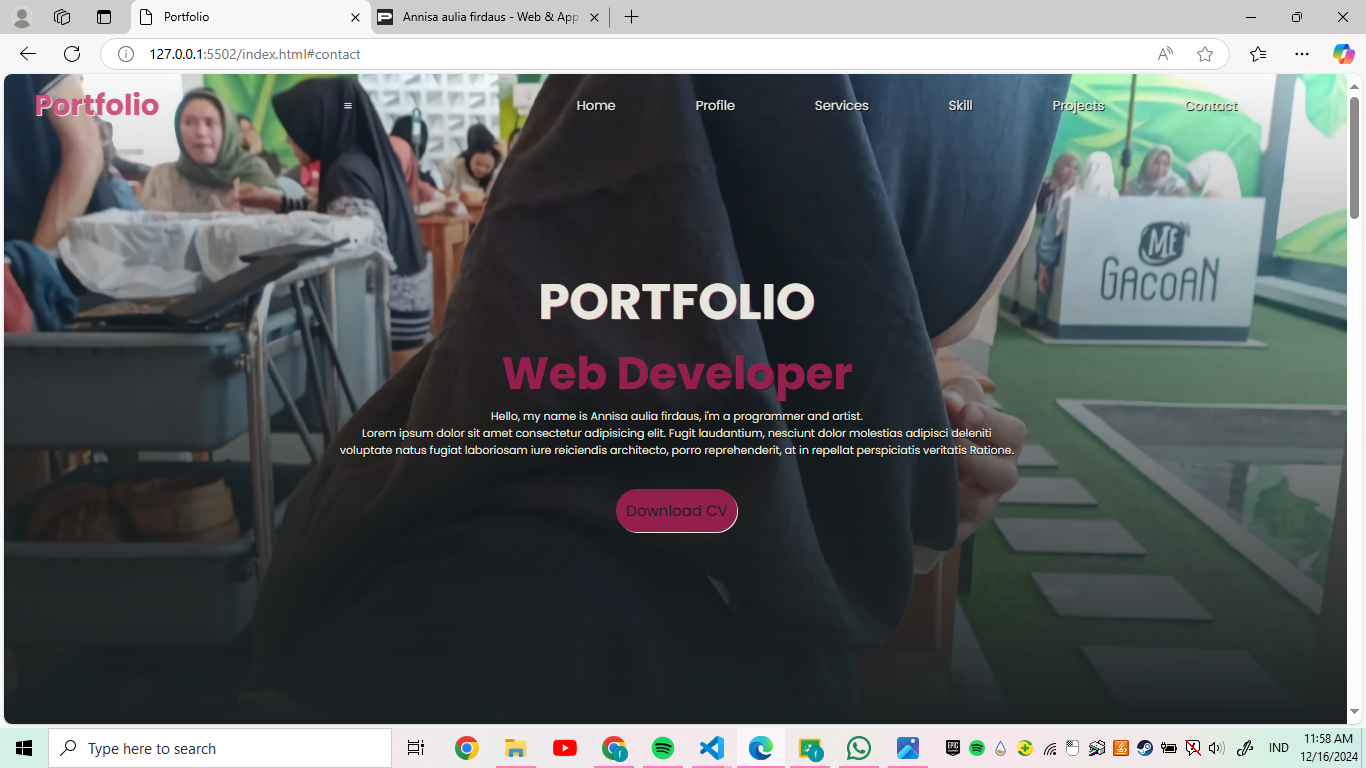 Portfolio
Annisa aulia firdaus - Web & App
127.0.0.1:5502/index.html#contact
Portfolio
≡
Home
Profile
Services
Skill
Projects
Contact
ME
GACOAN
PORTFOLIO
Web Developer
Hello, my name is Annisa aulia firdaus, i'm a programmer and artist.
Lorem ipsum dolor sit amet consectetur adipisicing elit. Fugit laudantium, nesciunt dolor molestias adipisci deleniti
voluptate natus fugiat laboriosam iure reiciendis architecto, porro reprehenderit, at in repellat perspiciatis veritatis Ratione.
Download CV
Type here to search
IND
11:58 AM
12/16/2024